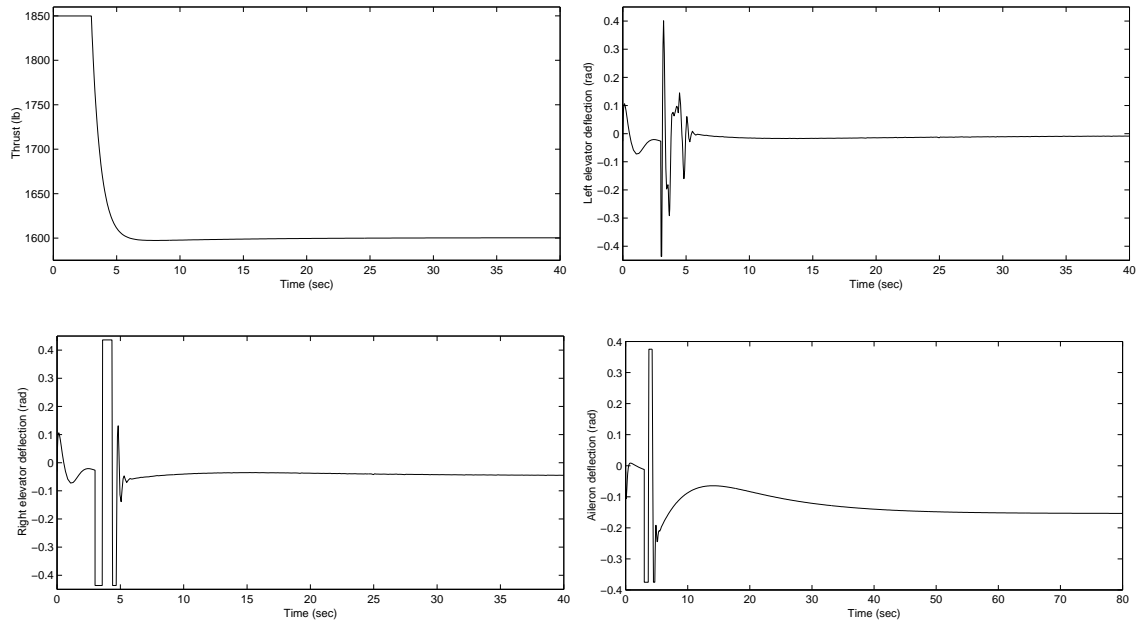 1850
1800
1750
1700
1650
1600
Thrust (lb)
0 5 10 15 20 25 30 35 40
Time (sec)
0.4
0.3
0.2
0.1
0
−0.1
−0.2
−0.3
−0.4
Left elevator deflection (rad)
0 5 10 15 20 25 30 35 40
Time (sec)
0.4
0.3
0.2
0.1
0
−0.1
−0.2
−0.3
−0.4
Right elevator deflection (rad)
0 5 10 15 20 25 30 35 40
Time (sec)
0.4
0.3
0.2
0.1
0
−0.1
−0.2
−0.3
−0.4
Aileron deflection (rad)
0 10 20 30 40 50 60 70 80
Time (sec)